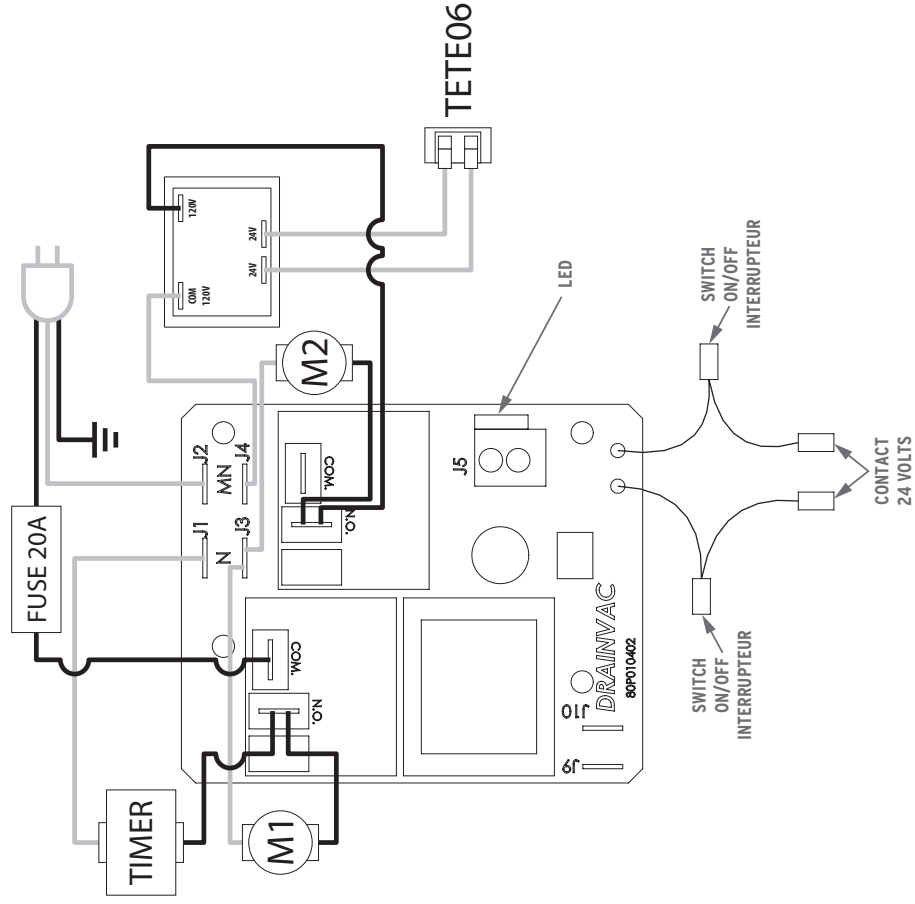 TETE06
120V
COM
120V
24V
24V
FUSE 20A
M2
LED
SWITCH
ON/OFF
INTERRUPTEUR
J2
J4
MN
J1
J3
N
COM.
N.O.
J5
CONTACT
24 VOLTS
COM.
N.O.
DRAINVAC
80P010402
J10
J9
SWITCH
ON/OFF
INTERRUPTEUR
TIMER
M1